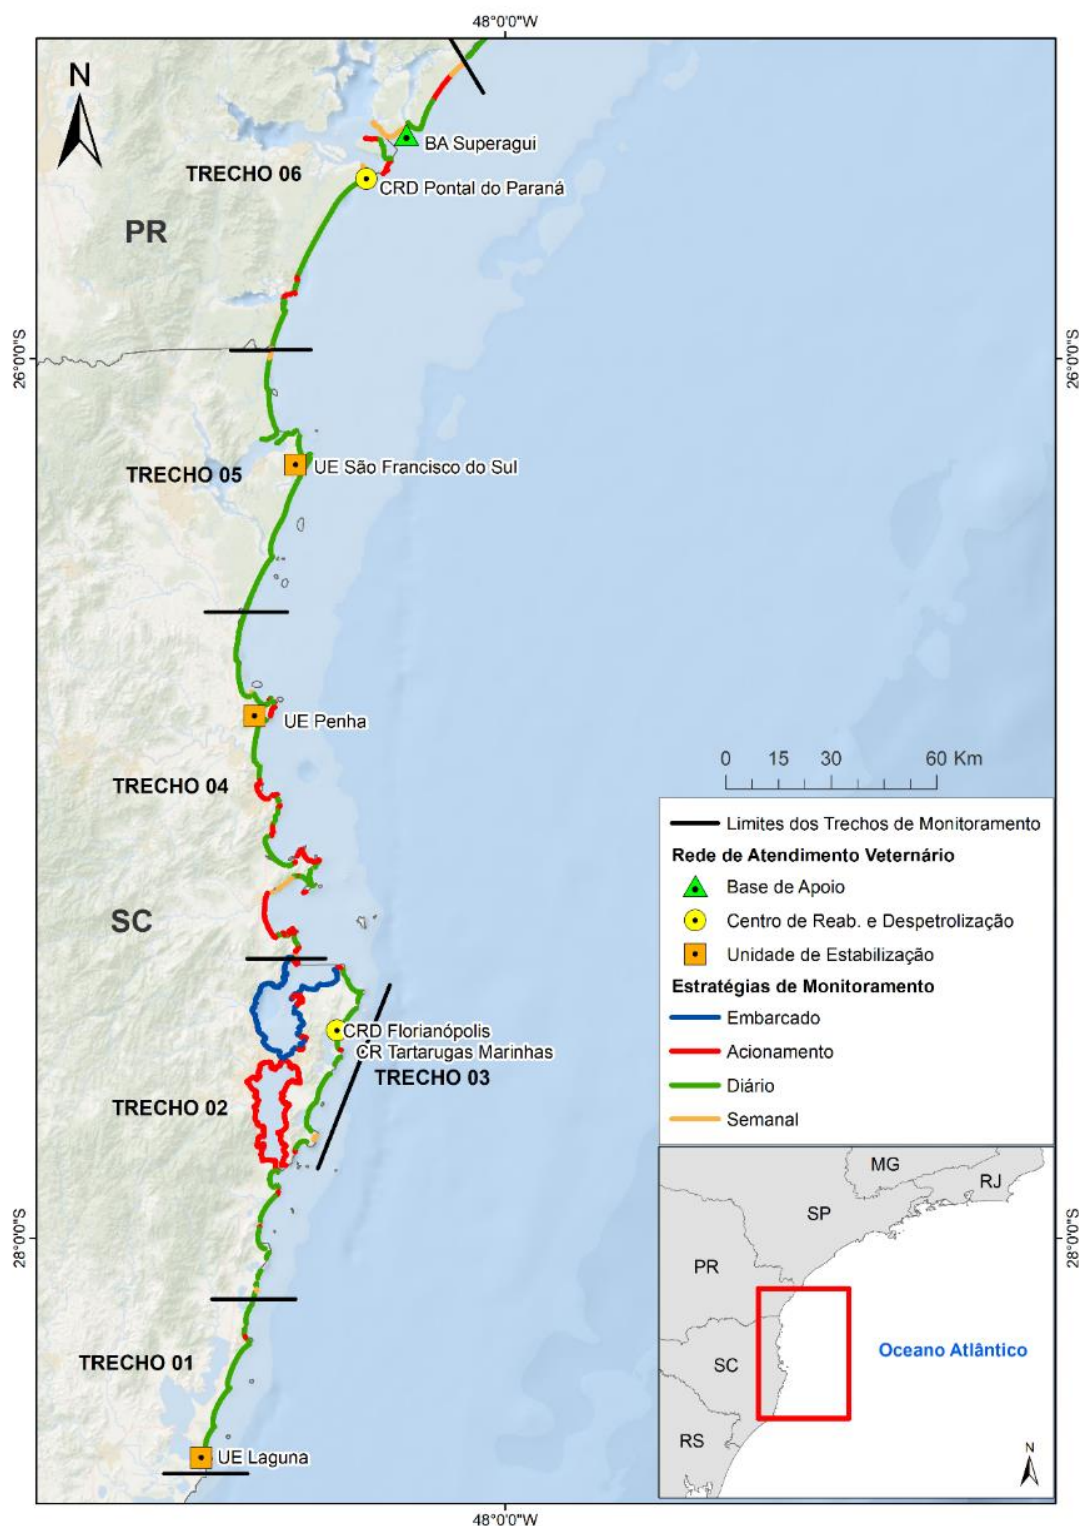 48°0'0"W
N
BA Superagui
TRECHO 06
CRD Pontal do Paraná
PR
26°0'0"S
26°0'0"S
TRECHO 05
UE São Francisco do Sul
UE Penha
0 15 30 60 Km
TRECHO 04
Limites dos Trechos de Monitoramento
Rede de Atendimento Veternário
Base de Apoio
SC
Centro de Reab. e Despetrolização
Unidade de Estabilização
Estratégias de Monitoramento
Embarcado
CRD Florianópolis
CR Tartarugas Marinhas
Acionamento
TRECHO 03
Diário
TRECHO 02
Semanal
MG
RJ
SP
28°0'0"S
28°0'0"S
PR
Oceano Atlântico
SC
TRECHO 01
RS
N
UE Laguna
48°0'0"W